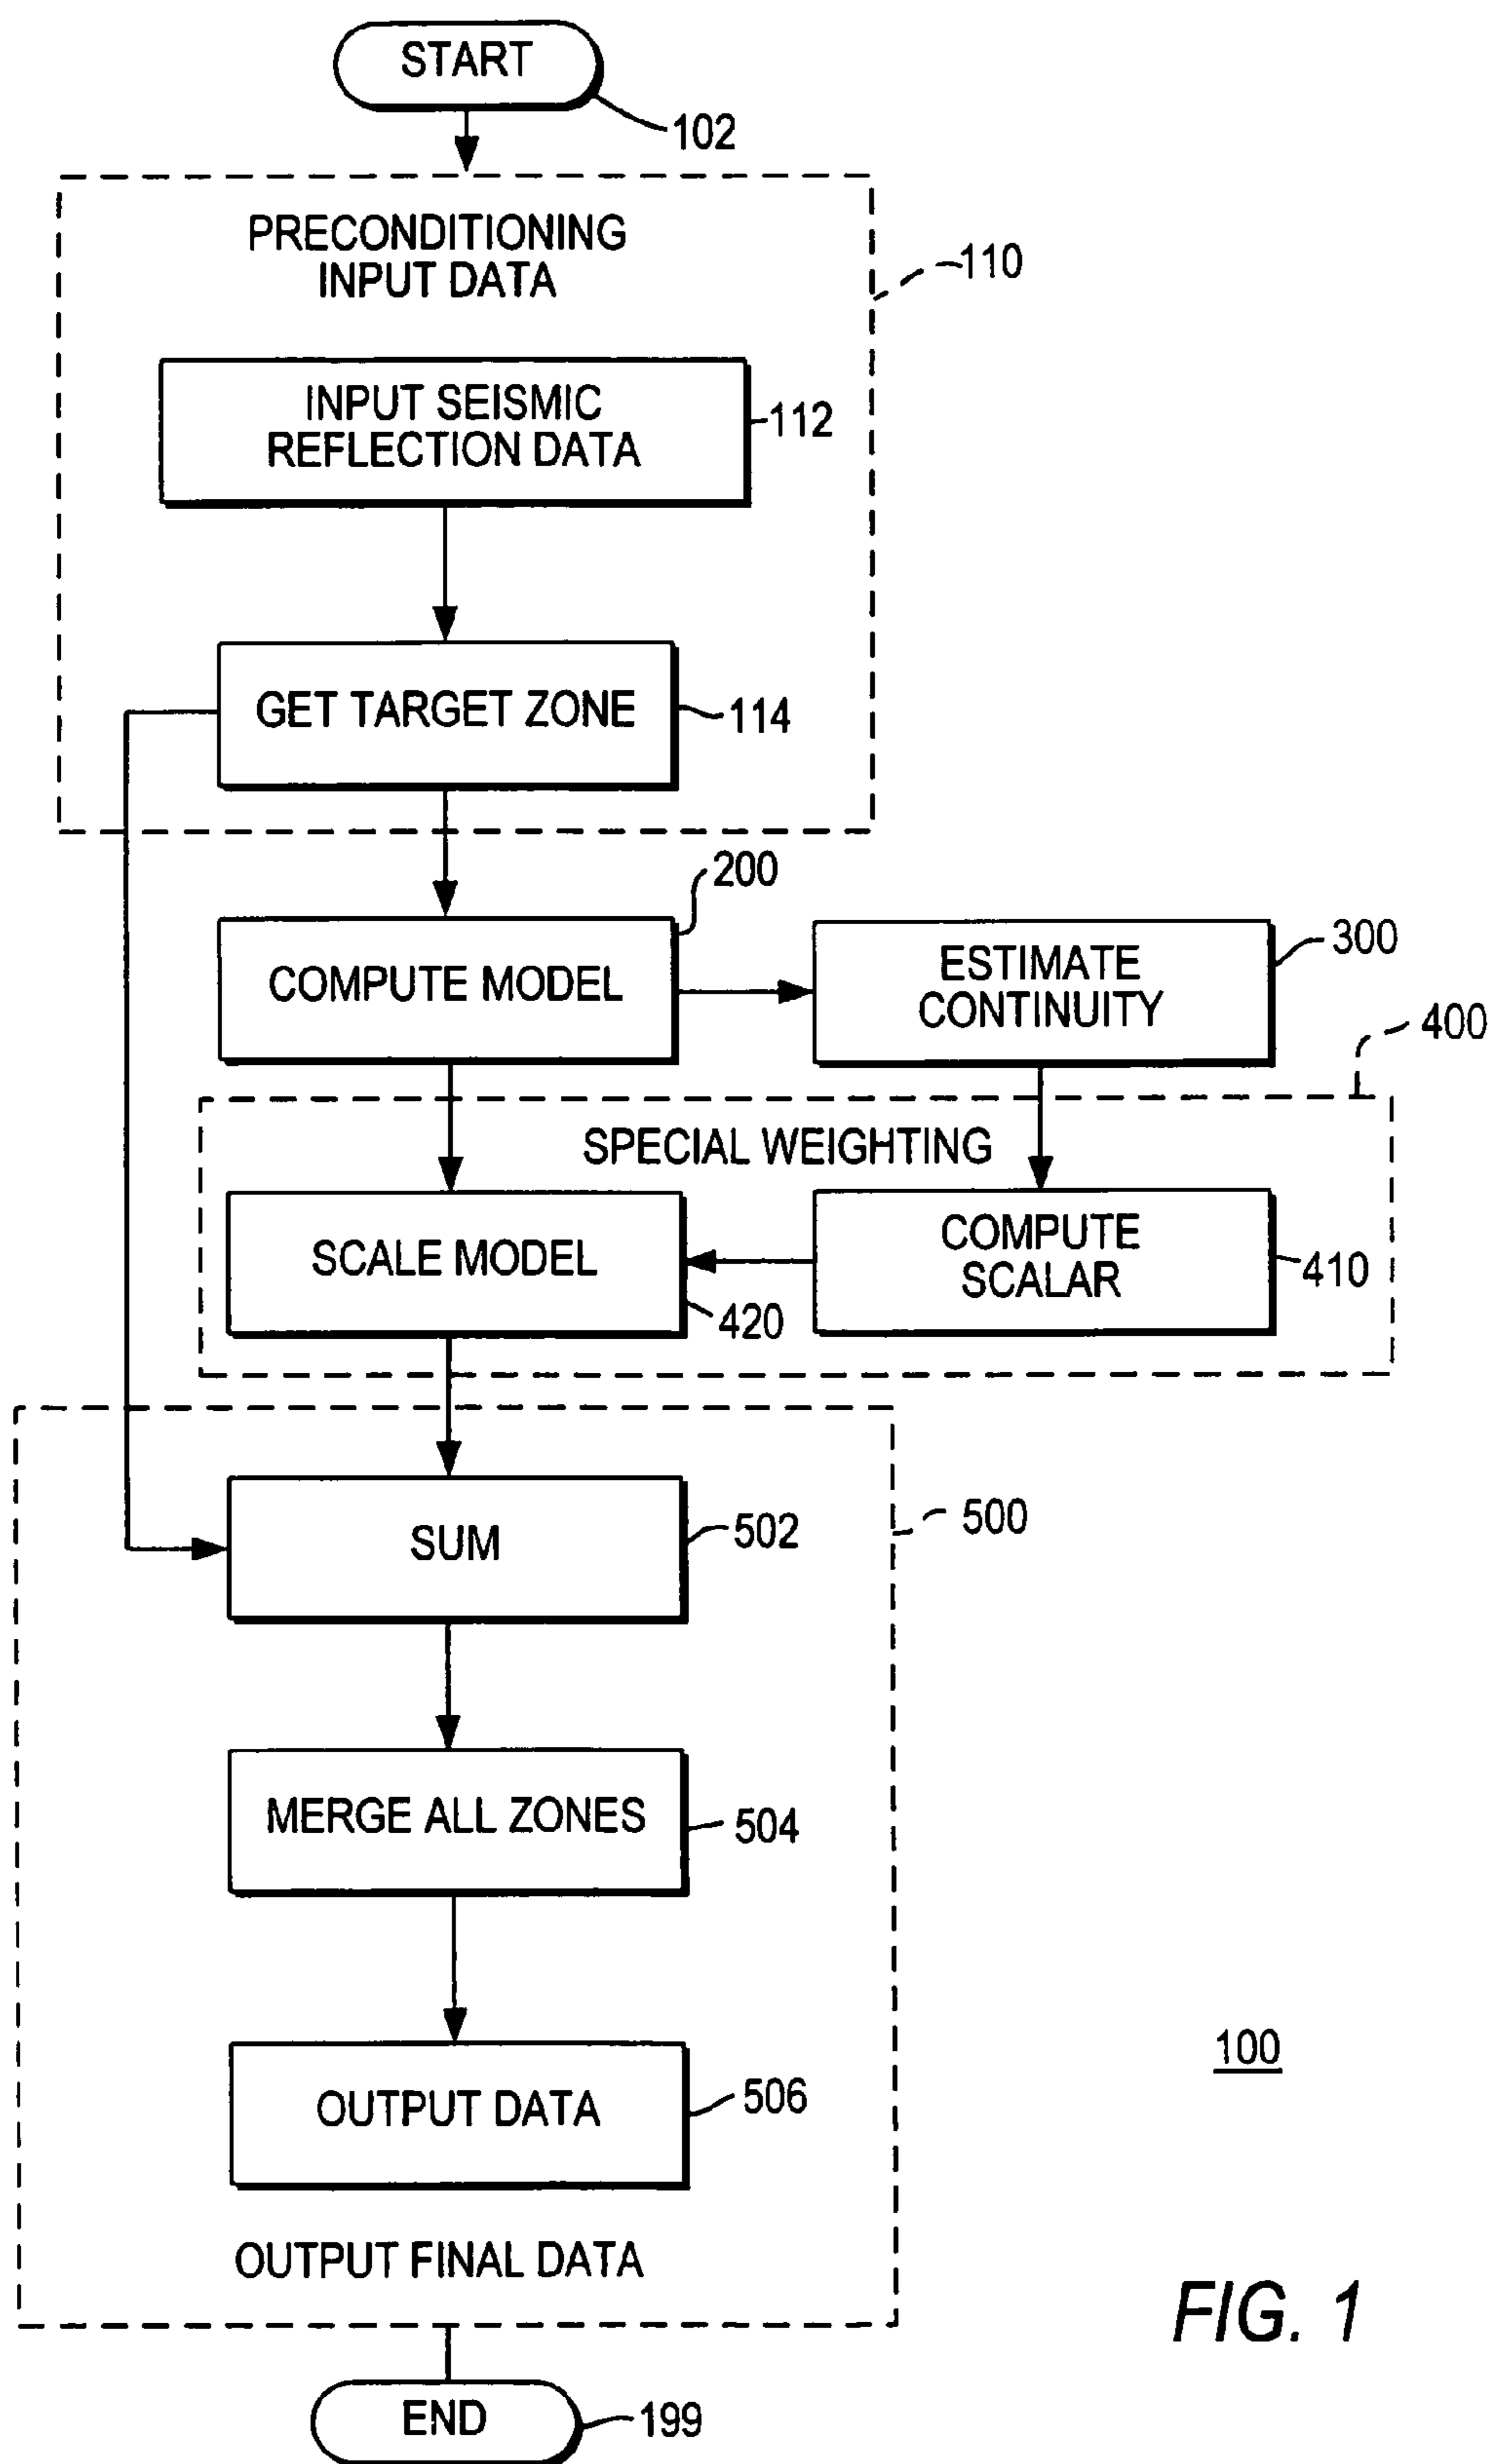 START
102
PRECONDITIONING
INPUT DATA
110
INPUT SEISMIC
REFLECTION DATA
112
GET TARGET ZONE
114
200
COMPUTE MODEL
ESTIMATE
CONTINUITY
300
400
SPECIAL WEIGHTING
SCALE MODEL
420
COMPUTE
SCALAR
410
SUM
502
500
MERGE ALL ZONES
504
OUTPUT DATA
506
100
OUTPUT FINAL DATA
FIG. 1
END
199